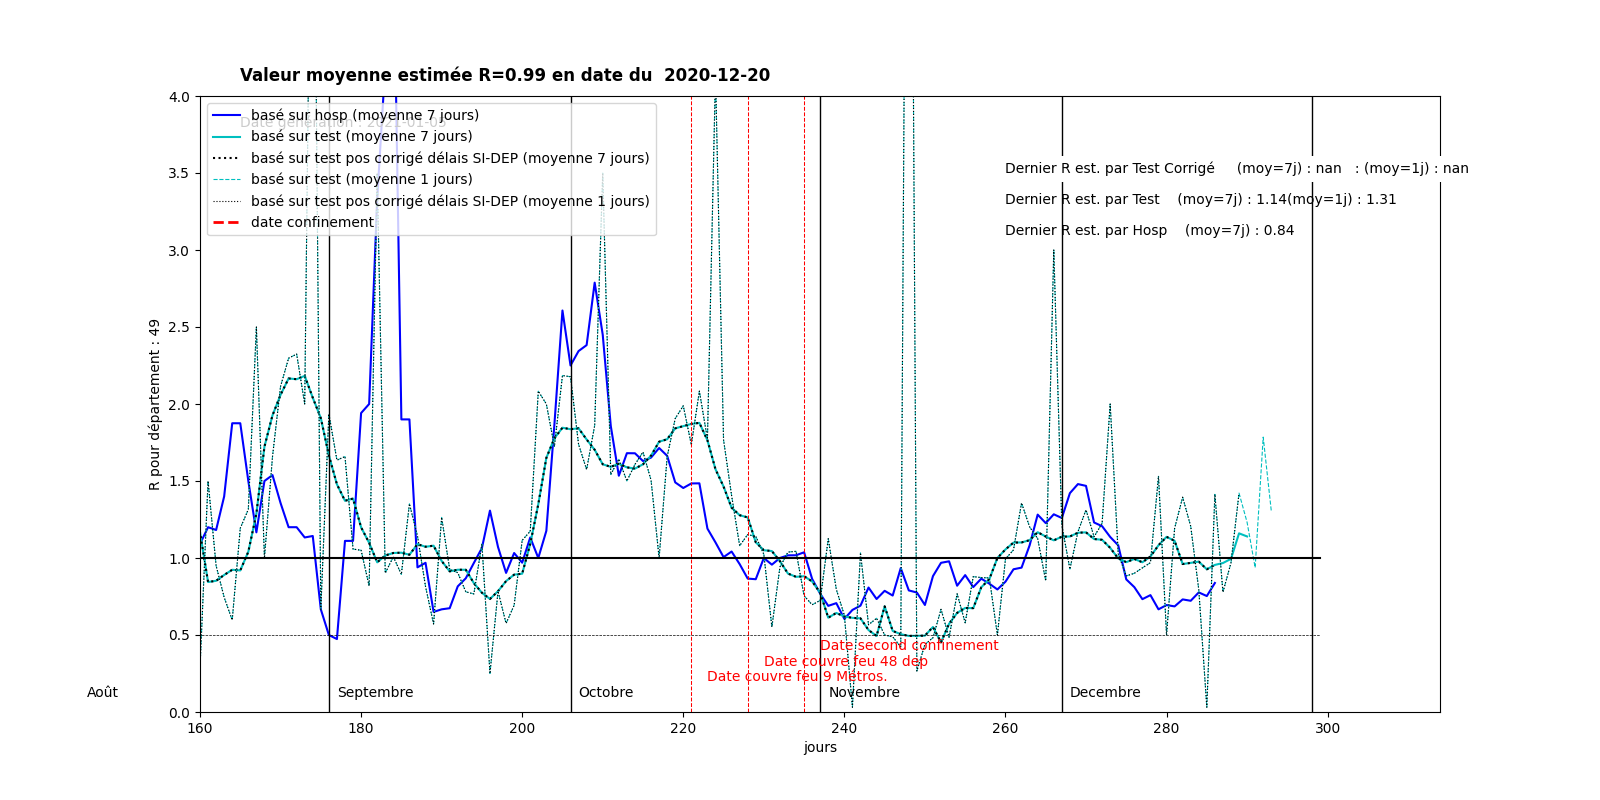 Valeur moyenne estimée R=0.99 en date du  2020-12-20
4.0
3.5
3.0
2.5
2.0
1.5
1.0
0.5
0.0
R pour département : 49
Date génération : 2021-01-03
basé sur hosp (moyenne 7 jours)
basé sur test (moyenne 7 jours)
basé sur test pos corrigé délais SI-DEP (moyenne 7 jours)
basé sur test (moyenne 1 jours)
basé sur test pos corrigé délais SI-DEP (moyenne 1 jours)
date confinement
Dernier R est. par Test Corrigé     (moy=7j) : nan   : (moy=1j) : nan
Dernier R est. par Test    (moy=7j) : 1.14(moy=1j) : 1.31
Dernier R est. par Hosp    (moy=7j) : 0.84
Date second confinement
Date couvre feu 48 dep
Date couvre feu 9 Métros.
Août
Septembre
Octobre
Novembre
Decembre
160 180 200 220 240 260 280 300
jours